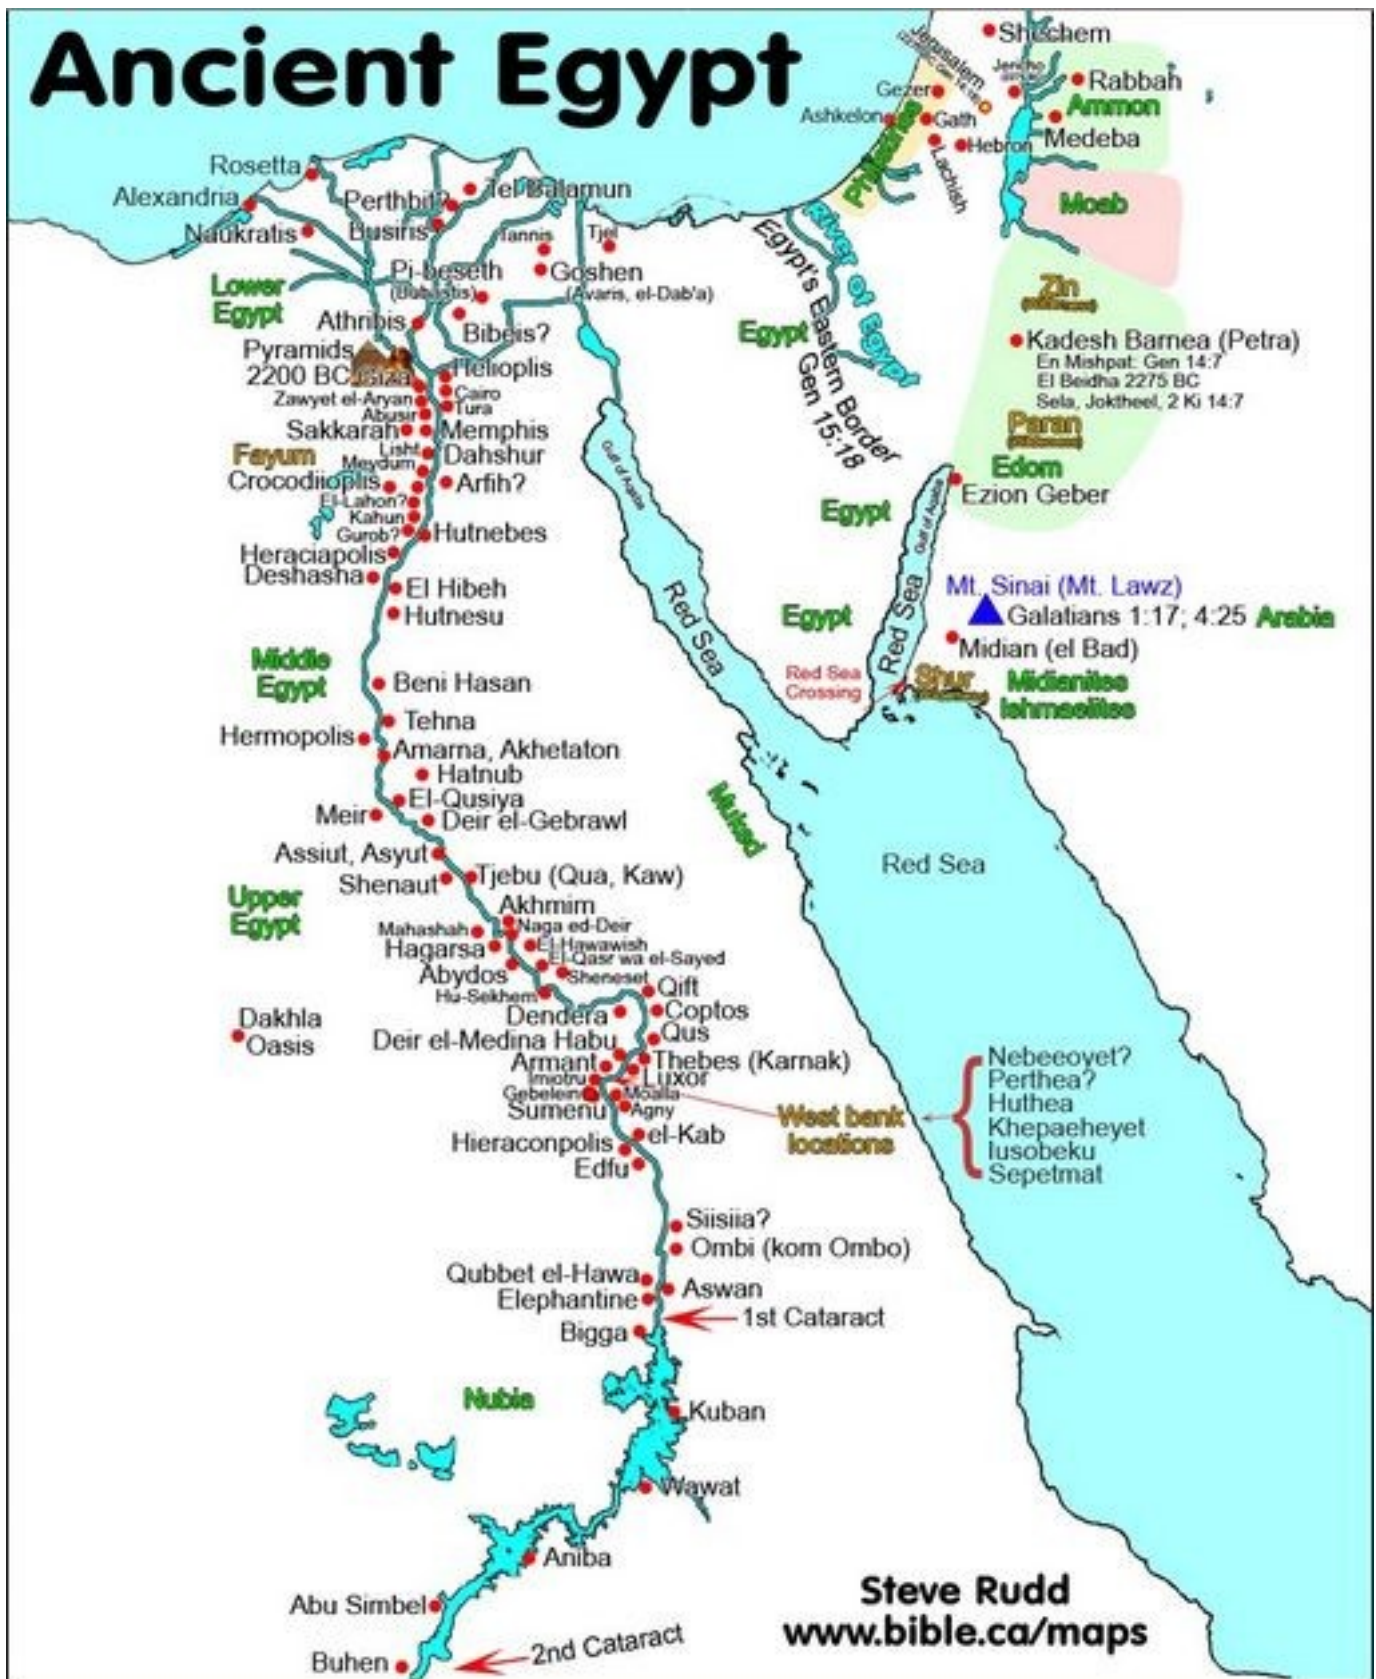 Ancient Egypt
Shechem
Jerusalem
Jericho
Rabbah
Gezer
Ammon
Ashkelon
Gath
Medeba
Hebron
Lachish
Moab
Rosetta
Alexandria
Perthbit?
Tel Balamun
Naukratis
Busiris
Tannis
Tjel
River of Egypt
Egypt's Eastern Border
Gen 15:18
Pi-beseth
(Bubastis)
Goshen
(Avaris, el-Dab'a)
Lower
Egypt
Zin
Athribis
Bibeis?
Egypt
Kadesh Barnea (Petra)
En Mishpat: Gen 14:7
El Beidha 2275 BC
Sela, Joktheel, 2 Ki 14:7
Pyramids
2200 BC Giza
Helioplis
Zawyet el-Aryan
Cairo
Abusir
Tura
Sakkarah
Memphis
Paran
Fayum
Lisht
Dahshur
Meydum
Edom
Crocodiioplis
Arfih?
Gulf of Aqaba
Ezion Geber
El-Lahon?
Kahun
Egypt
Gulf of Aqaba
Gurob?
Hutnebes
Heraciapolis
Deshasha
El Hibeh
Hutnesu
Red Sea
Egypt
Red Sea
Mt. Sinai (Mt. Lawz)
Galatians 1:17; 4:25
Arabia
Midian (el Bad)
Middle
Egypt
Beni Hasan
Red Sea
Crossing
Shur
Midianites
Iehmaelites
Tehna
Hermopolis
Amarna, Akhetaton
Hatnub
El-Qusiya
Meir
Deir el-Gebrawl
Muked
Assiut, Asyut
Shenaut
Tjebu (Qua, Kaw)
Red Sea
Upper
Egypt
Akhmim
Mahashah
Naga ed-Deir
Hagarsa
El-Hawawish
El-Qasr wa el-Sayed
Abydos
Sheneset
Hu-Sekhem
Qift
Dendera
Coptos
Dakhla
Oasis
Qus
Deir el-Medina Habu
Armant
Thebes (Karnak)
Imiotru
Luxor
Gebelein
Moalla
Sumenu
Agny
West bank
locations
Nebeeoyet?
Perthea?
Huthea
Khepaeheyet
Iusobeku
Sepetmat
Hieraconpolis
el-Kab
Edfu
Siisiia?
Ombi (kom Ombo)
Qubbet el-Hawa
Aswan
Elephantine
1st Cataract
Bigga
Nubia
Kuban
Wawat
Aniba
Abu Simbel
2nd Cataract
Buhen
Steve Rudd
www.bible.ca/maps